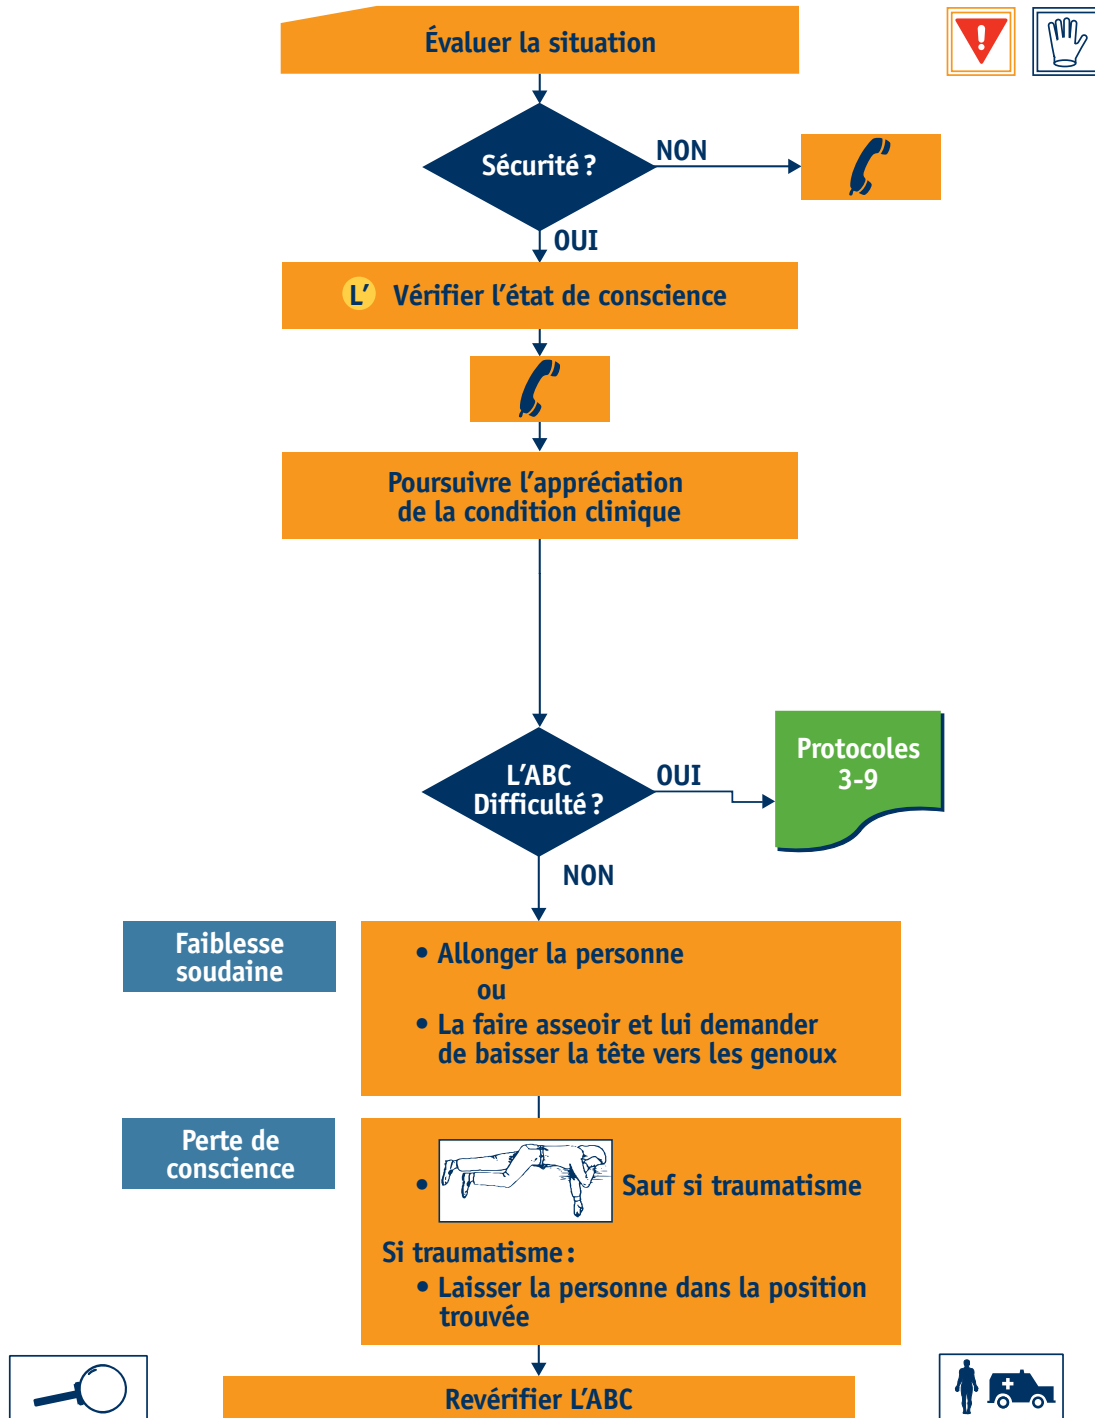 Évaluer la situation
Sécurité ?
NON
OUI
L’ Vérifier l’état de conscience
Poursuivre l’appréciation
de la condition clinique
L’ABC
Difficulté ?
OUI
Protocoles
3-9
NON
Faiblesse
soudaine
• Allonger la personne
ou
• La faire asseoir et lui demander
de baisser la tête vers les genoux
Perte de
conscience
• Sauf si traumatisme
Si traumatisme :
• Laisser la personne dans la position
trouvée
Revérifier L’ABC